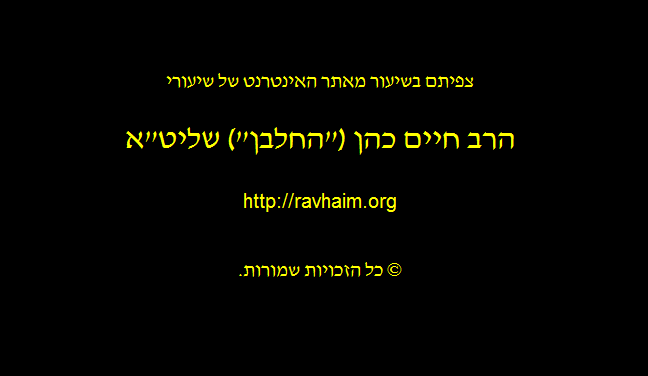 צפיתם בשיעור מאתר האינטרנט של שיעורי
הרב חיים כהן ("החלבן") שליט"א
http://ravhaim.org
© כל הזכויות שמורות.